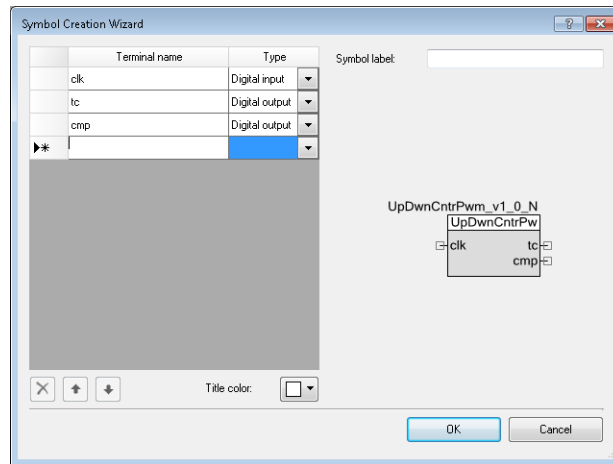 Symbol Creation Wizard
Terminal name Type
clk Digital input
tc Digital output
cmp Digital output
Symbol label:
UpDwnCntrPwm_v1_0_N
UpDwnCntrPw
clk tc
cmp
Title color:
OK Cancel